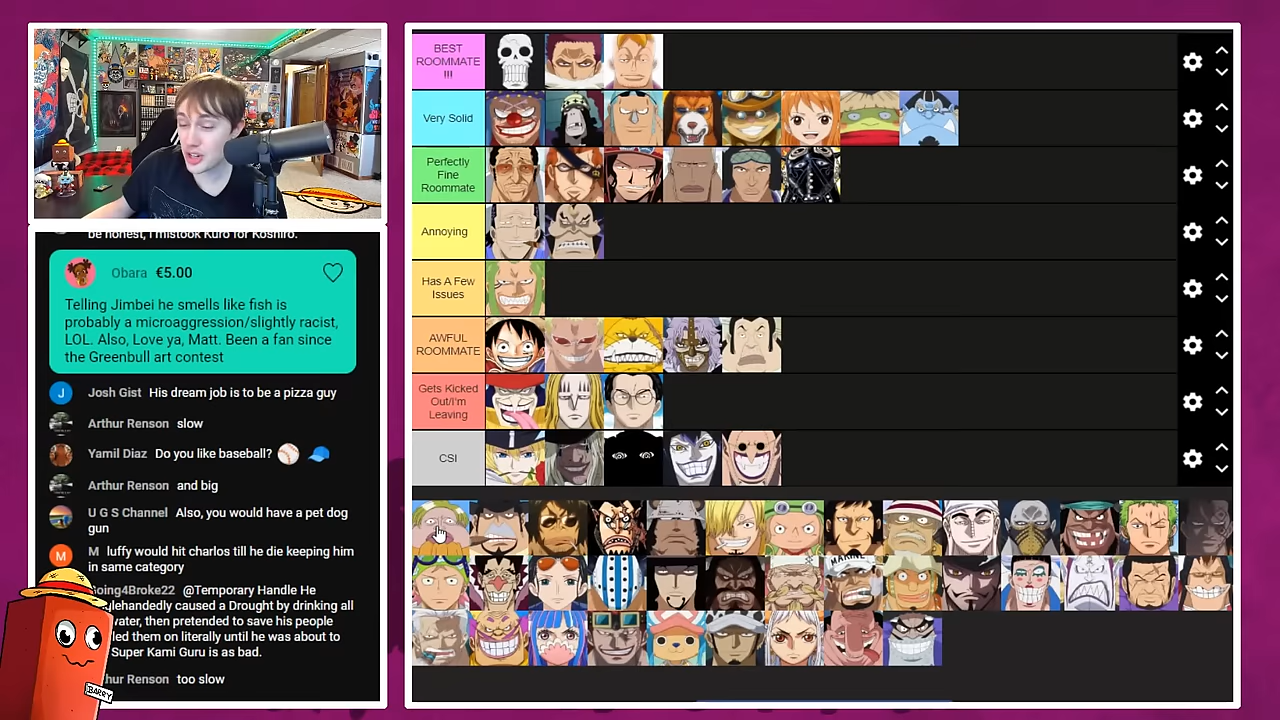 BEST
ROOMMATE
!!!
Very Solid
Perfectly
Fine
Roommate
Annoying
Has A Few
Issues
AWFUL
ROOMMATE
Gets Kicked
Out/I'm
Leaving
CSI
MARINE
be honest, I mistook Kuro for Koshiro.
Obara €5.00
Telling Jimbei he smells like fish is
probably a microaggression/slightly racist,
LOL. Also, Love ya, Matt. Been a fan since
the Greenbull art contest
J Josh Gist His dream job is to be a pizza guy
Arthur Renson slow
Yamil Diaz Do you like baseball?
Arthur Renson and big
U G S Channel Also, you would have a pet dog
gun
M M luffy would hit charlos till he die keeping him
in same category
oing4Broke22 @Temporary Handle He
glehandedly caused a Drought by drinking all
water, then pretended to save his people
led them on literally until he was about to
Super Kami Guru is as bad.
hur Renson too slow
BARRY